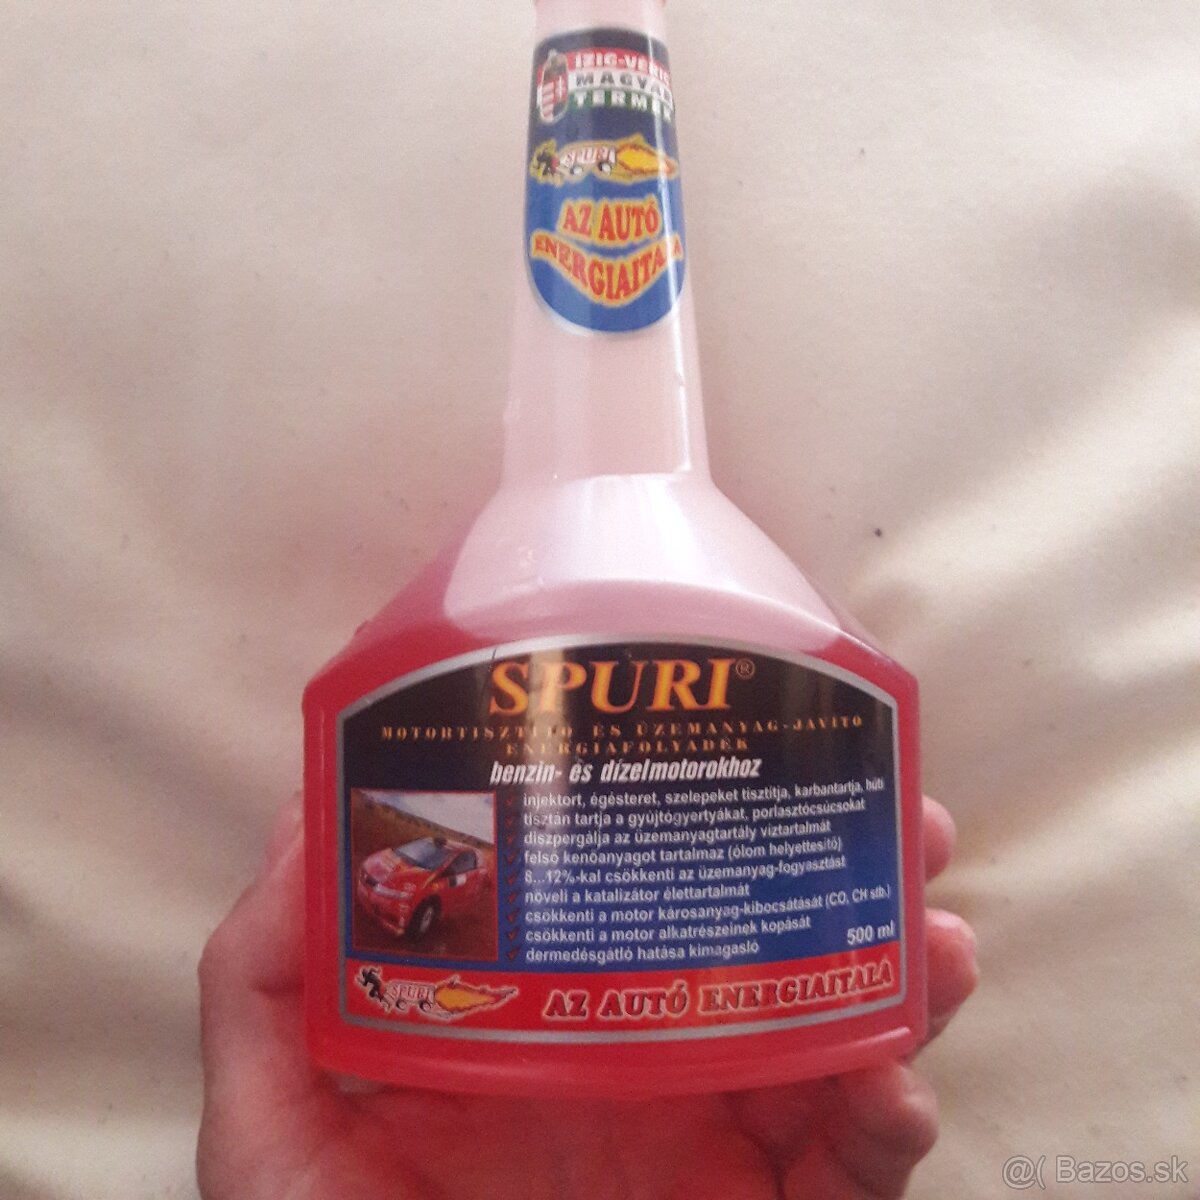 ÍZIG-VÉRIG
MAGYAR
TERMÉK
SPURI
AZ AUTÓ
ENERGIAITALA
SPURI®
MOTORTISZTÍTÓ ÉS ÜZEMANYAG-JAVÍTÓ
ENERGIAFOLYADÉK
benzin- és dízelmotorokhoz
injektort, égésteret, szelepeket tisztítja, karbantartja, hűti
tisztán tartja a gyújtógyertyákat, porlasztócsúcsokat
diszpergálja az üzemanyagtartály víztartalmát
felső kenőanyagot tartalmaz (ólom helyettesítő)
8...12%-kal csökkenti az üzemanyag-fogyasztást
növeli a katalizátor élettartalmát
csökkenti a motor károsanyag-kibocsátását (CO, CH stb.)
csökkenti a motor alkatrészeinek kopását
dermedésgátló hatása kimagasló
500 ml
SPURI
AZ AUTÓ ENERGIAITALA
@( Bazos.sk